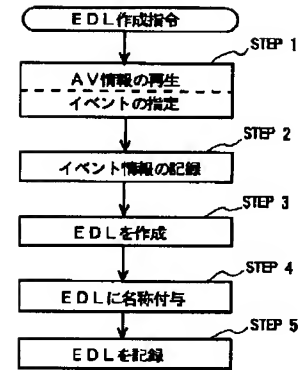 EDL作成指令
STEP 1
AV情報の再生
イベントの指定
STEP 2
イベント情報の記録
STEP 3
EDLを作成
STEP 4
EDLに名称付与
STEP 5
EDLを記録